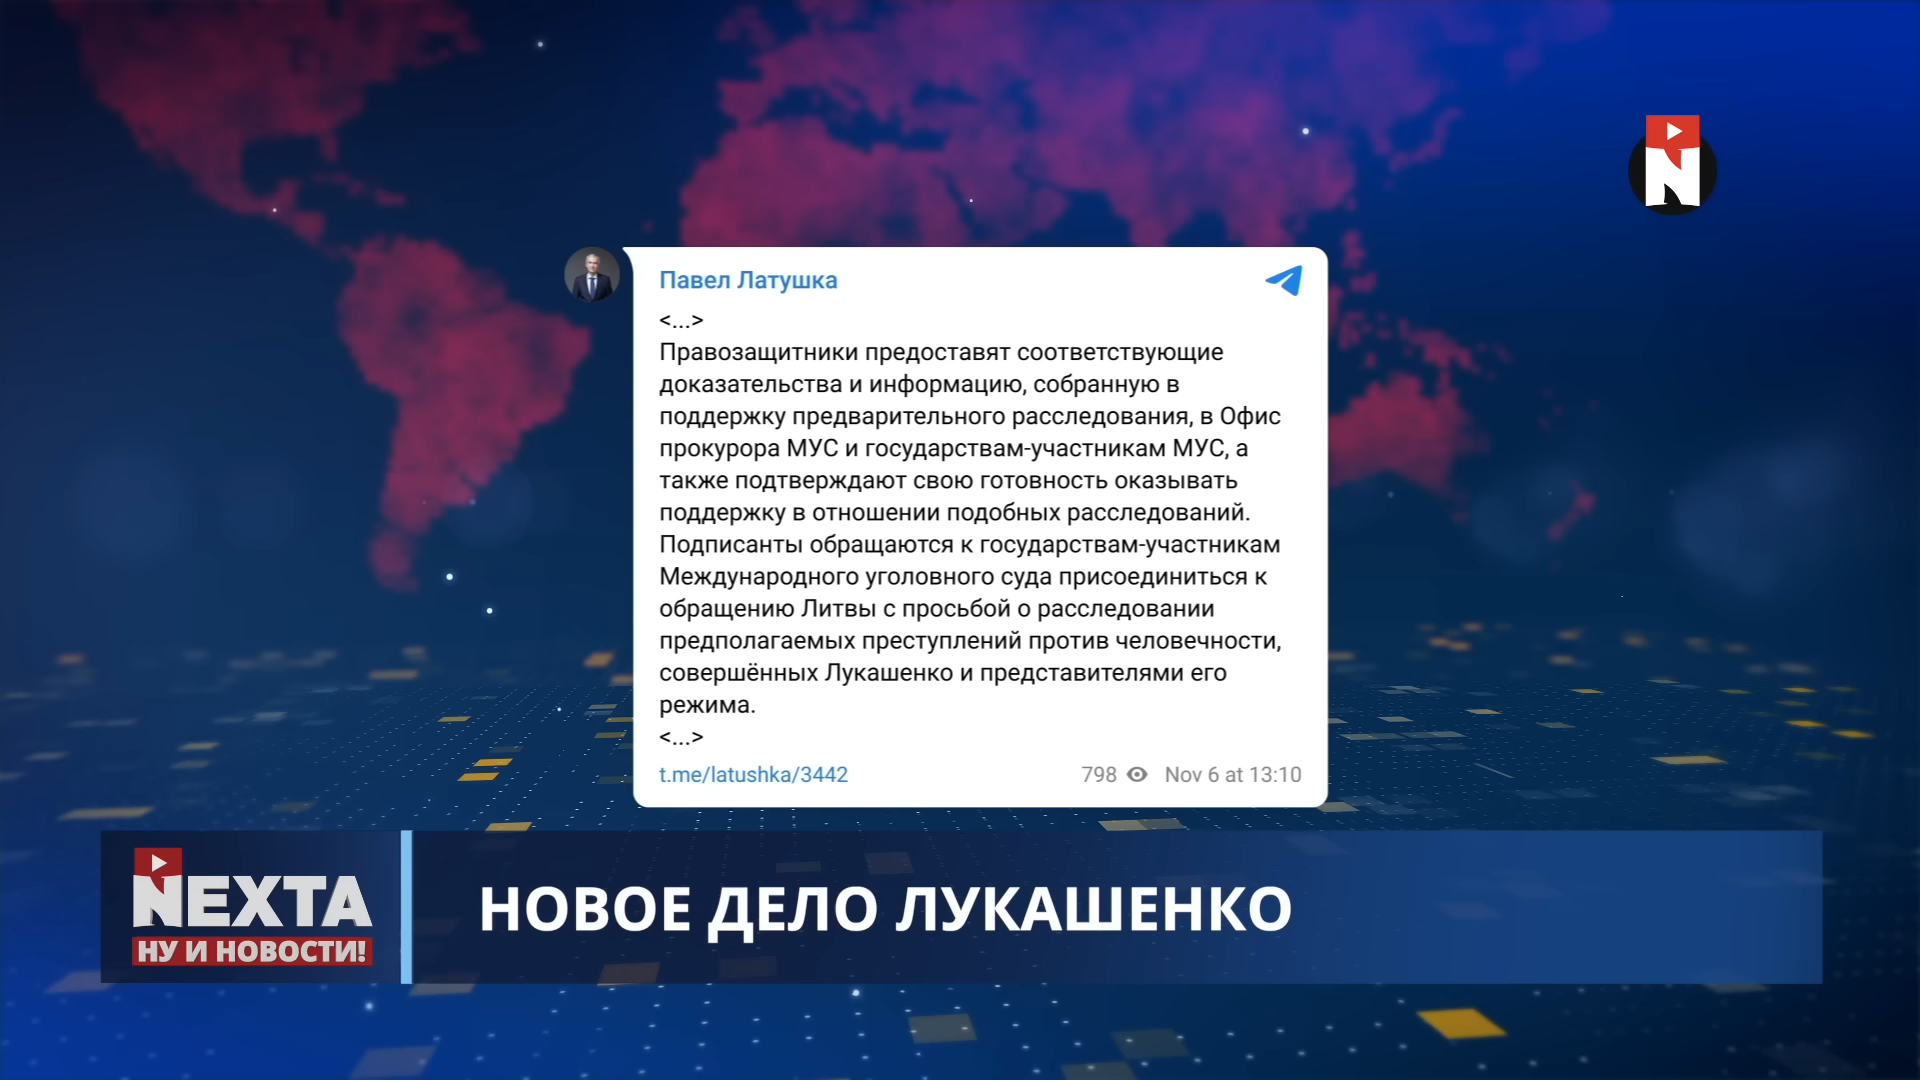 Павел Латушка
<...>
Правозащитники предоставят соответствующие
доказательства и информацию, собранную в
поддержку предварительного расследования, в Офис
прокурора МУС и государствам-участникам МУС, а
также подтверждают свою готовность оказывать
поддержку в отношении подобных расследований.
Подписанты обращаются к государствам-участникам
Международного уголовного суда присоединиться к
обращению Литвы с просьбой о расследовании
предполагаемых преступлений против человечности,
совершённых Лукашенко и представителями его
режима.
<...>
t.me/latushka/3442 798 Nov 6 at 13:10
NEXTA
НУ И НОВОСТИ!
НОВОЕ ДЕЛО ЛУКАШЕНКО
N